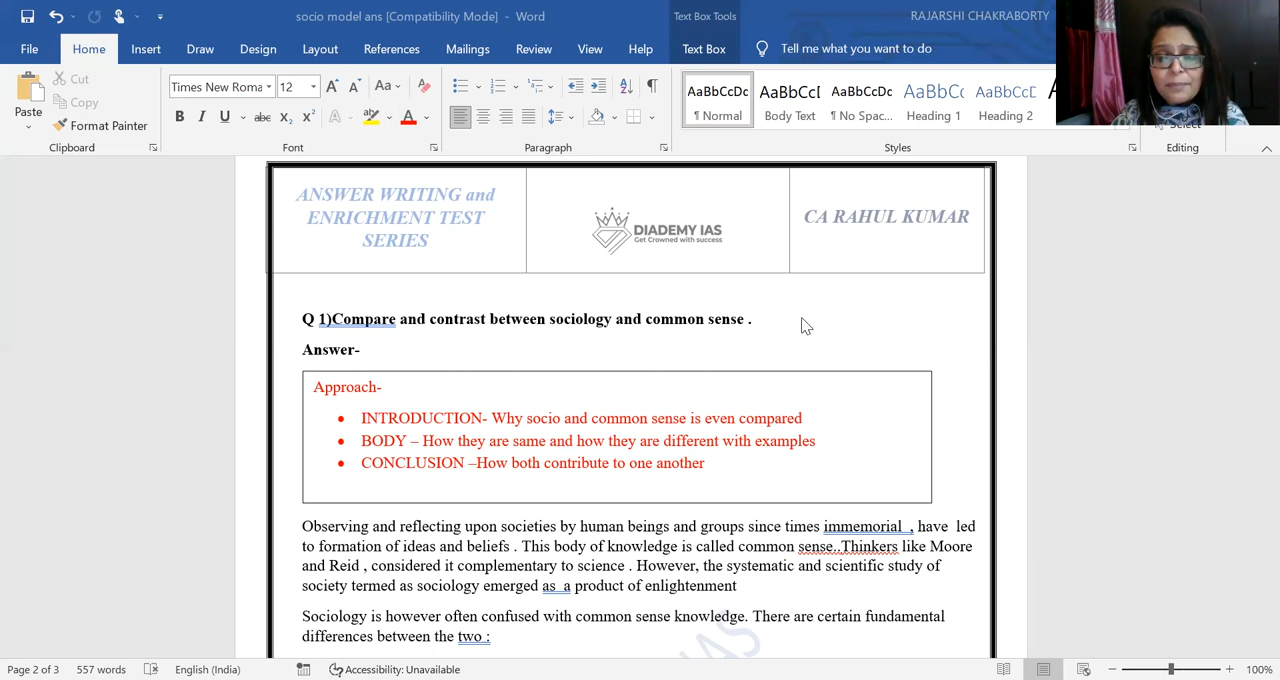 socio model ans [Compatibility Mode] - Word
Text Box Tools
RAJARSHI CHAKRABORTY
File Home Insert Draw Design Layout References Mailings Review View Help Text Box Tell me what you want to do
Cut
Copy
Paste
Format Painter
Times New Roma 12
AaBbCcDc AaBbCcD AaBbCcDc AaBbCc AaBbCcD
¶ Normal Body Text ¶ No Spac... Heading 1 Heading 2
Select
Clipboard Font Paragraph Styles Editing
ANSWER WRITING and
ENRICHMENT TEST
SERIES
DIADEMY IAS
Get Crowned with success
CA RAHUL KUMAR
Q 1)Compare and contrast between sociology and common sense .
Answer-
Approach-
• INTRODUCTION- Why socio and common sense is even compared
• BODY – How they are same and how they are different with examples
• CONCLUSION –How both contribute to one another
Observing and reflecting upon societies by human beings and groups since times immemorial , have led
to formation of ideas and beliefs . This body of knowledge is called common sense..Thinkers like Moore
and Reid , considered it complementary to science . However, the systematic and scientific study of
society termed as sociology emerged as a product of enlightenment
Sociology is however often confused with common sense knowledge. There are certain fundamental
differences between the two :
IAS
Page 2 of 3 557 words English (India) Accessibility: Unavailable 100%